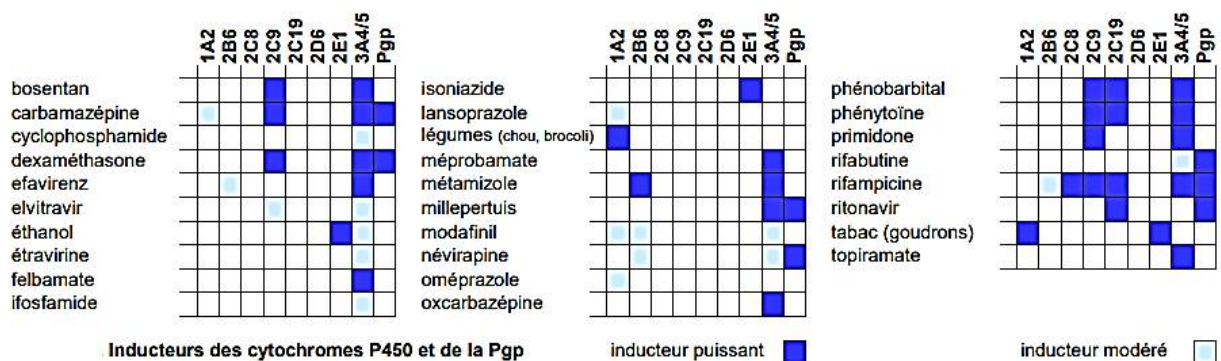 1A2 2B6 2C8 2C9 2C19 2D6 2E1 3A4/5 Pgp
bosentan
carbamazépine
cyclophosphamide
dexaméthasone
efavirenz
elvitravir
éthanol
étravirine
felbamate
ifosfamide
1A2 2B6 2C8 2C9 2C19 2D6 2E1 3A4/5 Pgp
isoniazide
lansoprazole
légumes (chou, brocoli)
méprobamate
métamizole
millepertuis
modafinil
névirapine
oméprazole
oxcarbazépine
1A2 2B6 2C8 2C9 2C19 2D6 2E1 3A4/5 Pgp
phénobarbital
phénytoïne
primidone
rifabutine
rifampicine
ritonavir
tabac (goudrons)
topiramate
Inducteurs des cytochromes P450 et de la Pgp
inducteur puissant
inducteur modéré